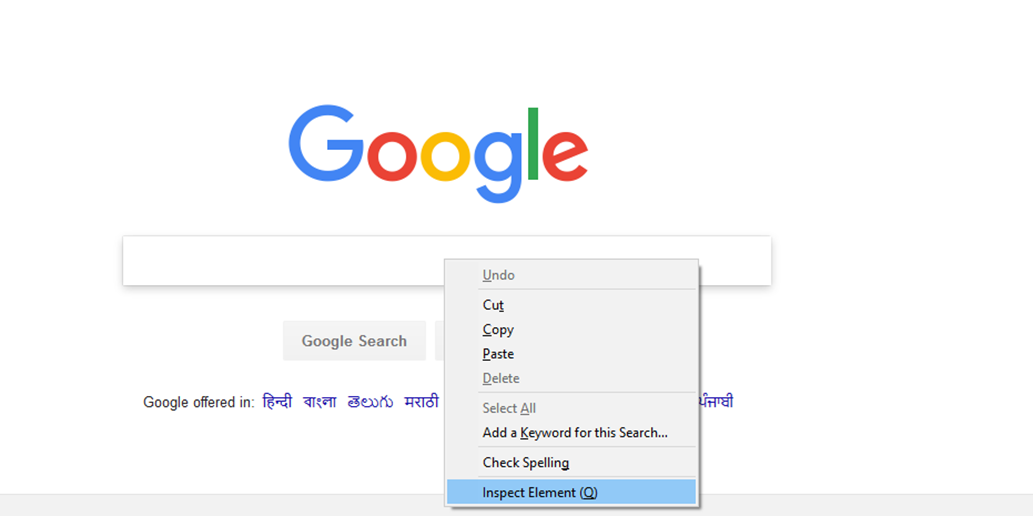 Google
Undo
Cut
Copy
Paste
Delete
Select All
Add a Keyword for this Search...
Check Spelling
Inspect Element (Q)
Google Search
Google offered in: हिन्दी বাংলা తెలుగు मराठी ਪੰਜਾਬੀ